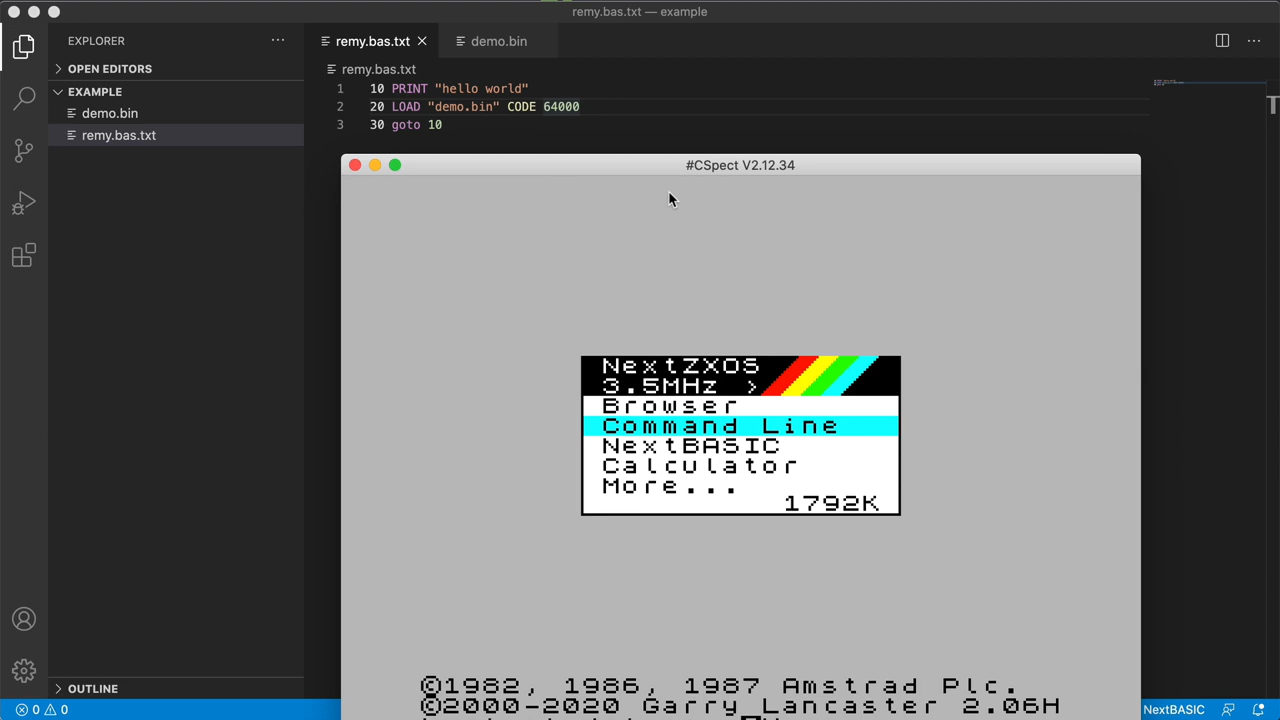 remy.bas.txt — example
EXPLORER
OPEN EDITORS
EXAMPLE
demo.bin
remy.bas.txt
OUTLINE
remy.bas.txt
demo.bin
remy.bas.txt
1 10 PRINT "hello world"
2 20 LOAD "demo.bin" CODE 64000
3 30 goto 10
#CSpect V2.12.34
NextZXOS
3.5MHz >
Browser
Command Line
NextBASIC
Calculator
More...
1792K
©1982, 1986, 1987 Amstrad Plc.
©2000-2020 Garry Lancaster 2.06H
0 0
NextBASIC